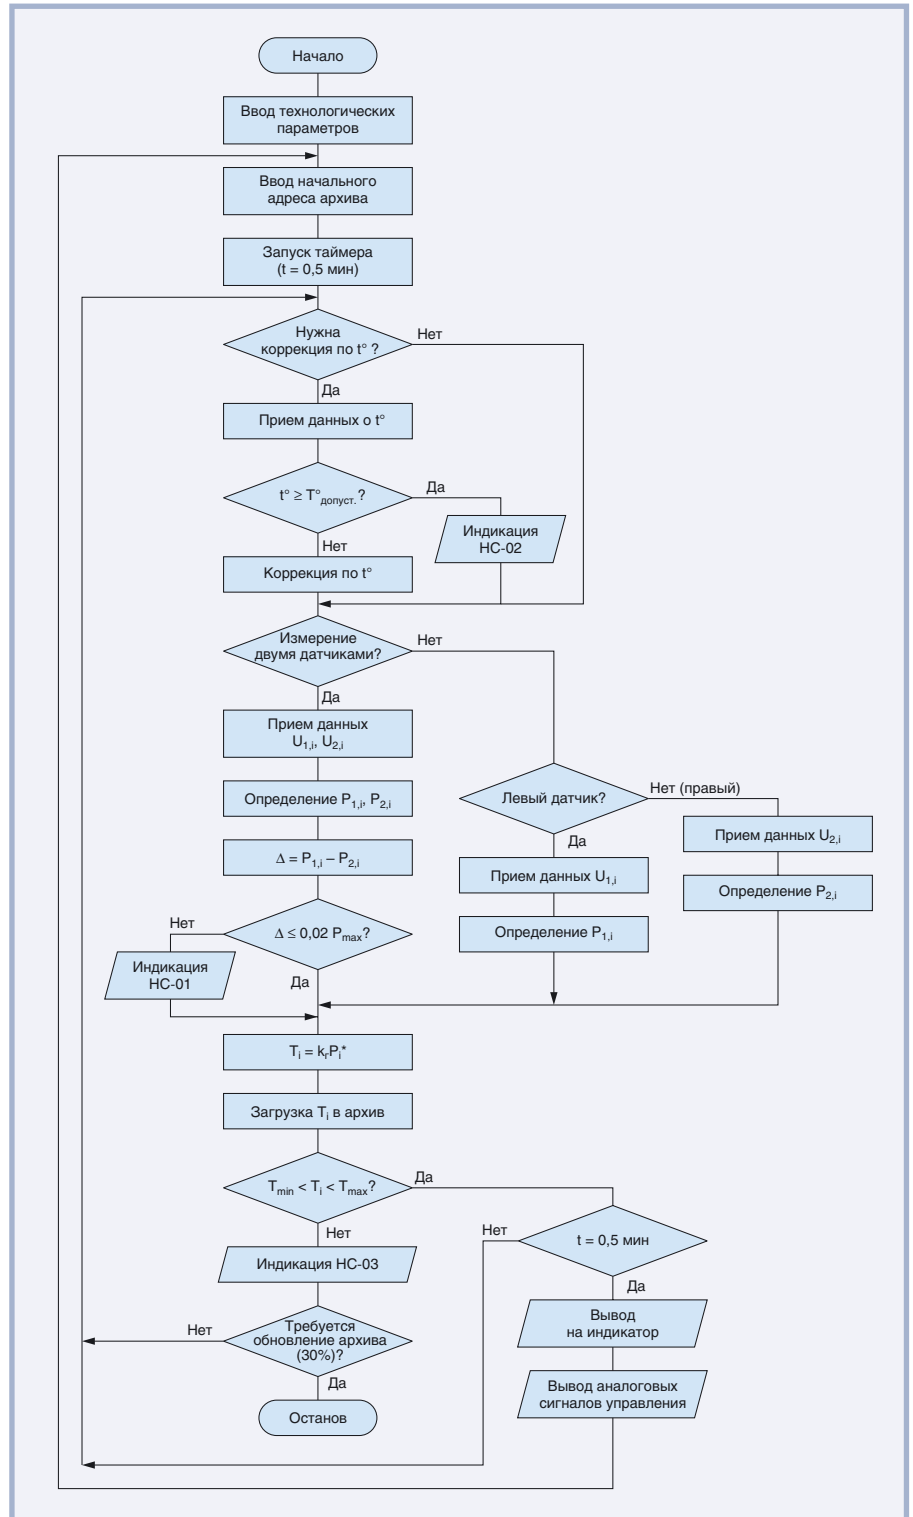 Начало
Ввод технологических
параметров
Ввод начального
адреса архива
Запуск таймера
(t = 0,5 мин)
Нужна
коррекция по t° ?
Нет
Да
Прием данных о t°
t° ≥ T°допуст.?
Да
Индикация
НС-02
Нет
Коррекция по t°
Измерение
двумя датчиками?
Нет
Да
Прием данных
U1,i, U2,i
Определение P1,i, P2,i
Δ = P1,i – P2,i
Δ ≤ 0,02 Pmax?
Нет
Индикация
НС-01
Да
Левый датчик?
Нет (правый)
Да
Прием данных U1,i
Определение P1,i
Прием данных U2,i
Определение P2,i
Ti = krPi*
Загрузка Ti в архив
Tmin < Ti < Tmax?
Да
Нет
Индикация НС-03
Требуется
обновление архива
(30%)?
Нет
Да
Останов
t = 0,5 мин
Нет
Да
Вывод
на индикатор
Вывод аналоговых
сигналов управления